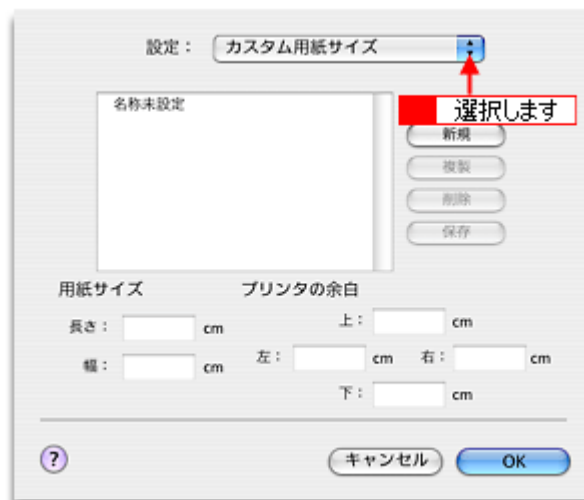 設定： カスタム用紙サイズ
選択します
名称未設定
新規
複製
削除
保存
用紙サイズ プリンタの余白
長さ： cm 上： cm
幅： cm 左： cm 右： cm
下： cm
? キャンセル OK